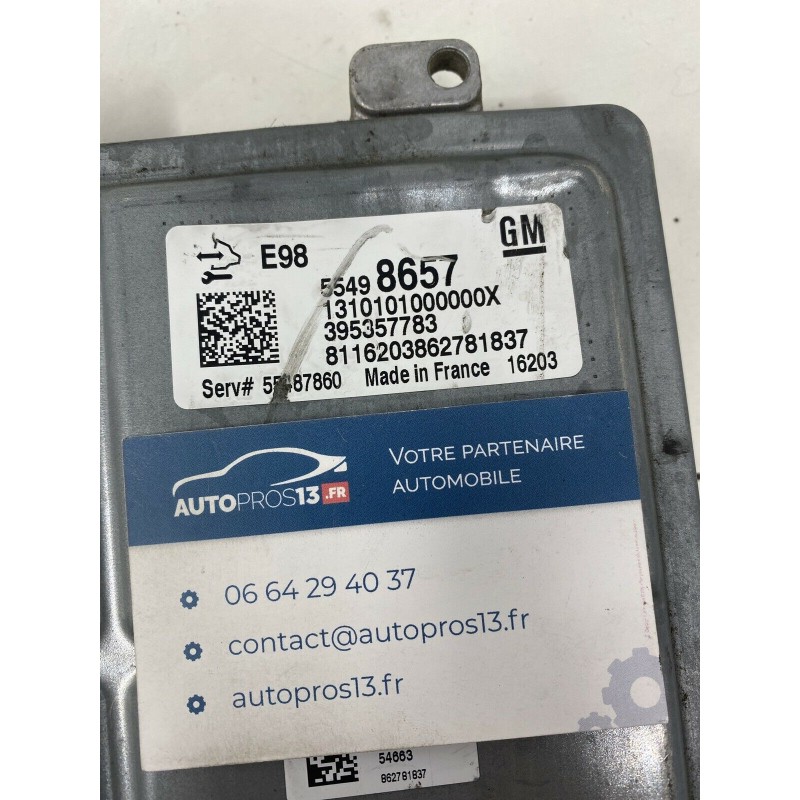 E98
GM
5549 8657
1310101000000X
395357783
8116203862781837
Serv# 55487860 Made in France 16203
AUTOPROS13.FR
VOTRE PARTENAIRE
AUTOMOBILE
06 64 29 40 37
contact@autopros13.fr
autopros13.fr
54663
862781837